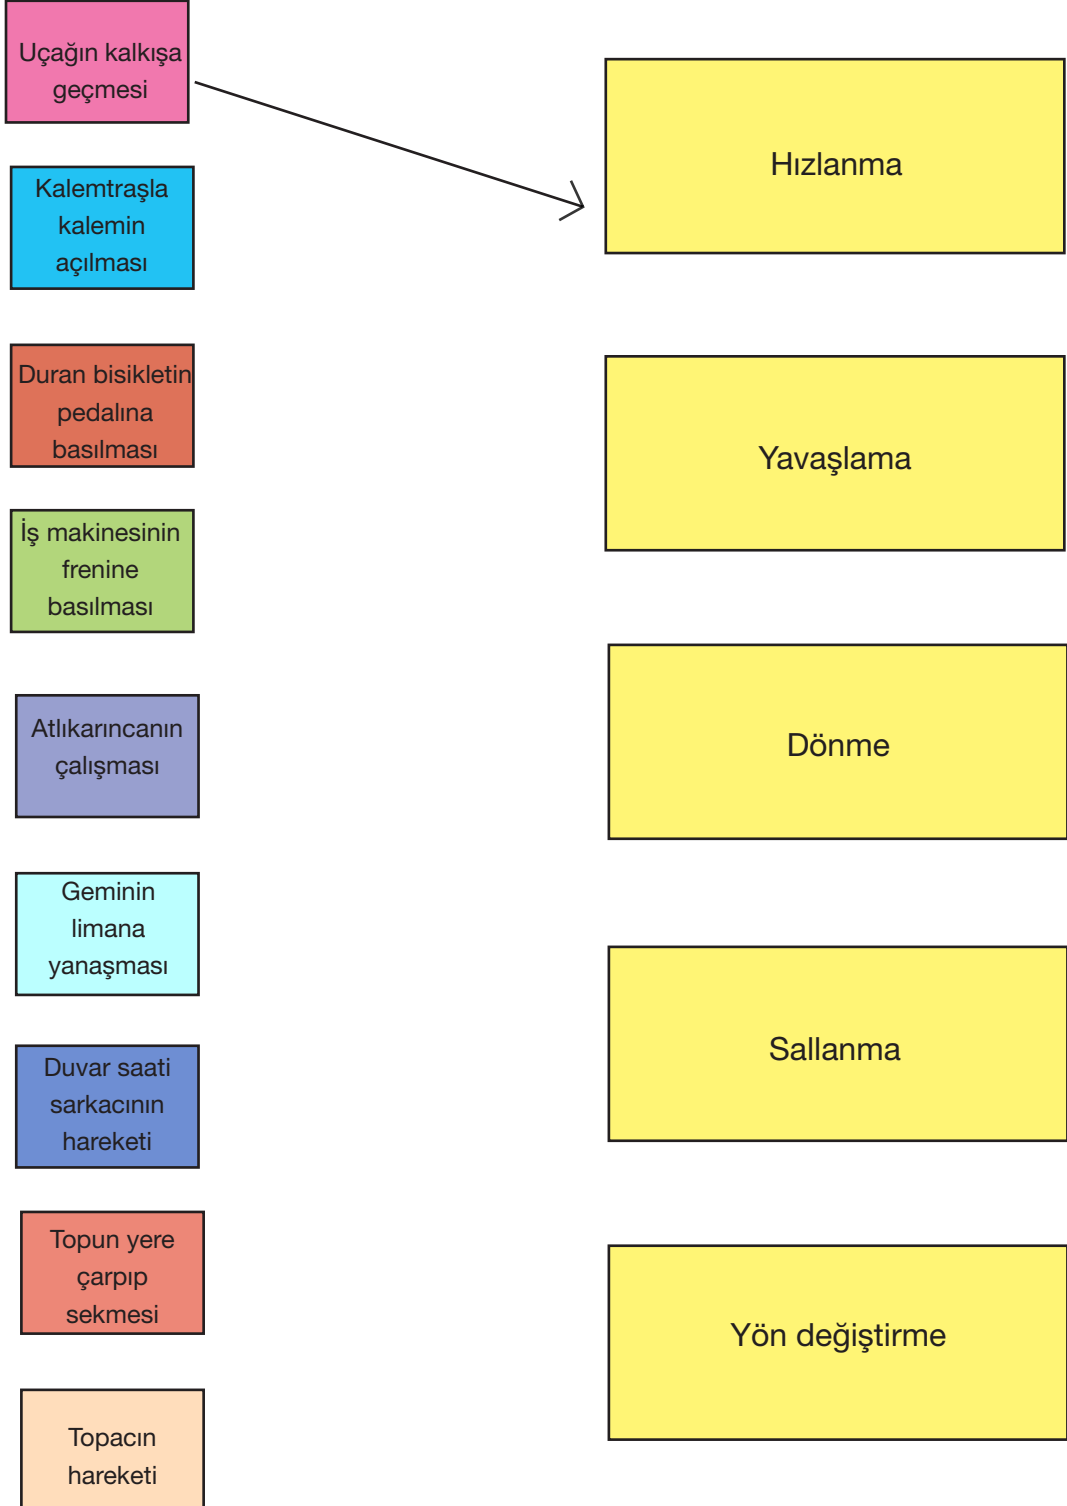 Uçağın kalkışa
geçmesi
Kalemtraşla
kalemin
açılması
Duran bisikletin
pedalına
basılması
İş makinesinin
frenine
basılması
Atlıkarıncanın
çalışması
Geminin
limana
yanaşması
Duvar saati
sarkacının
hareketi
Topun yere
çarpıp
sekmesi
Topacın
hareketi
Hızlanma
Yavaşlama
Dönme
Sallanma
Yön değiştirme